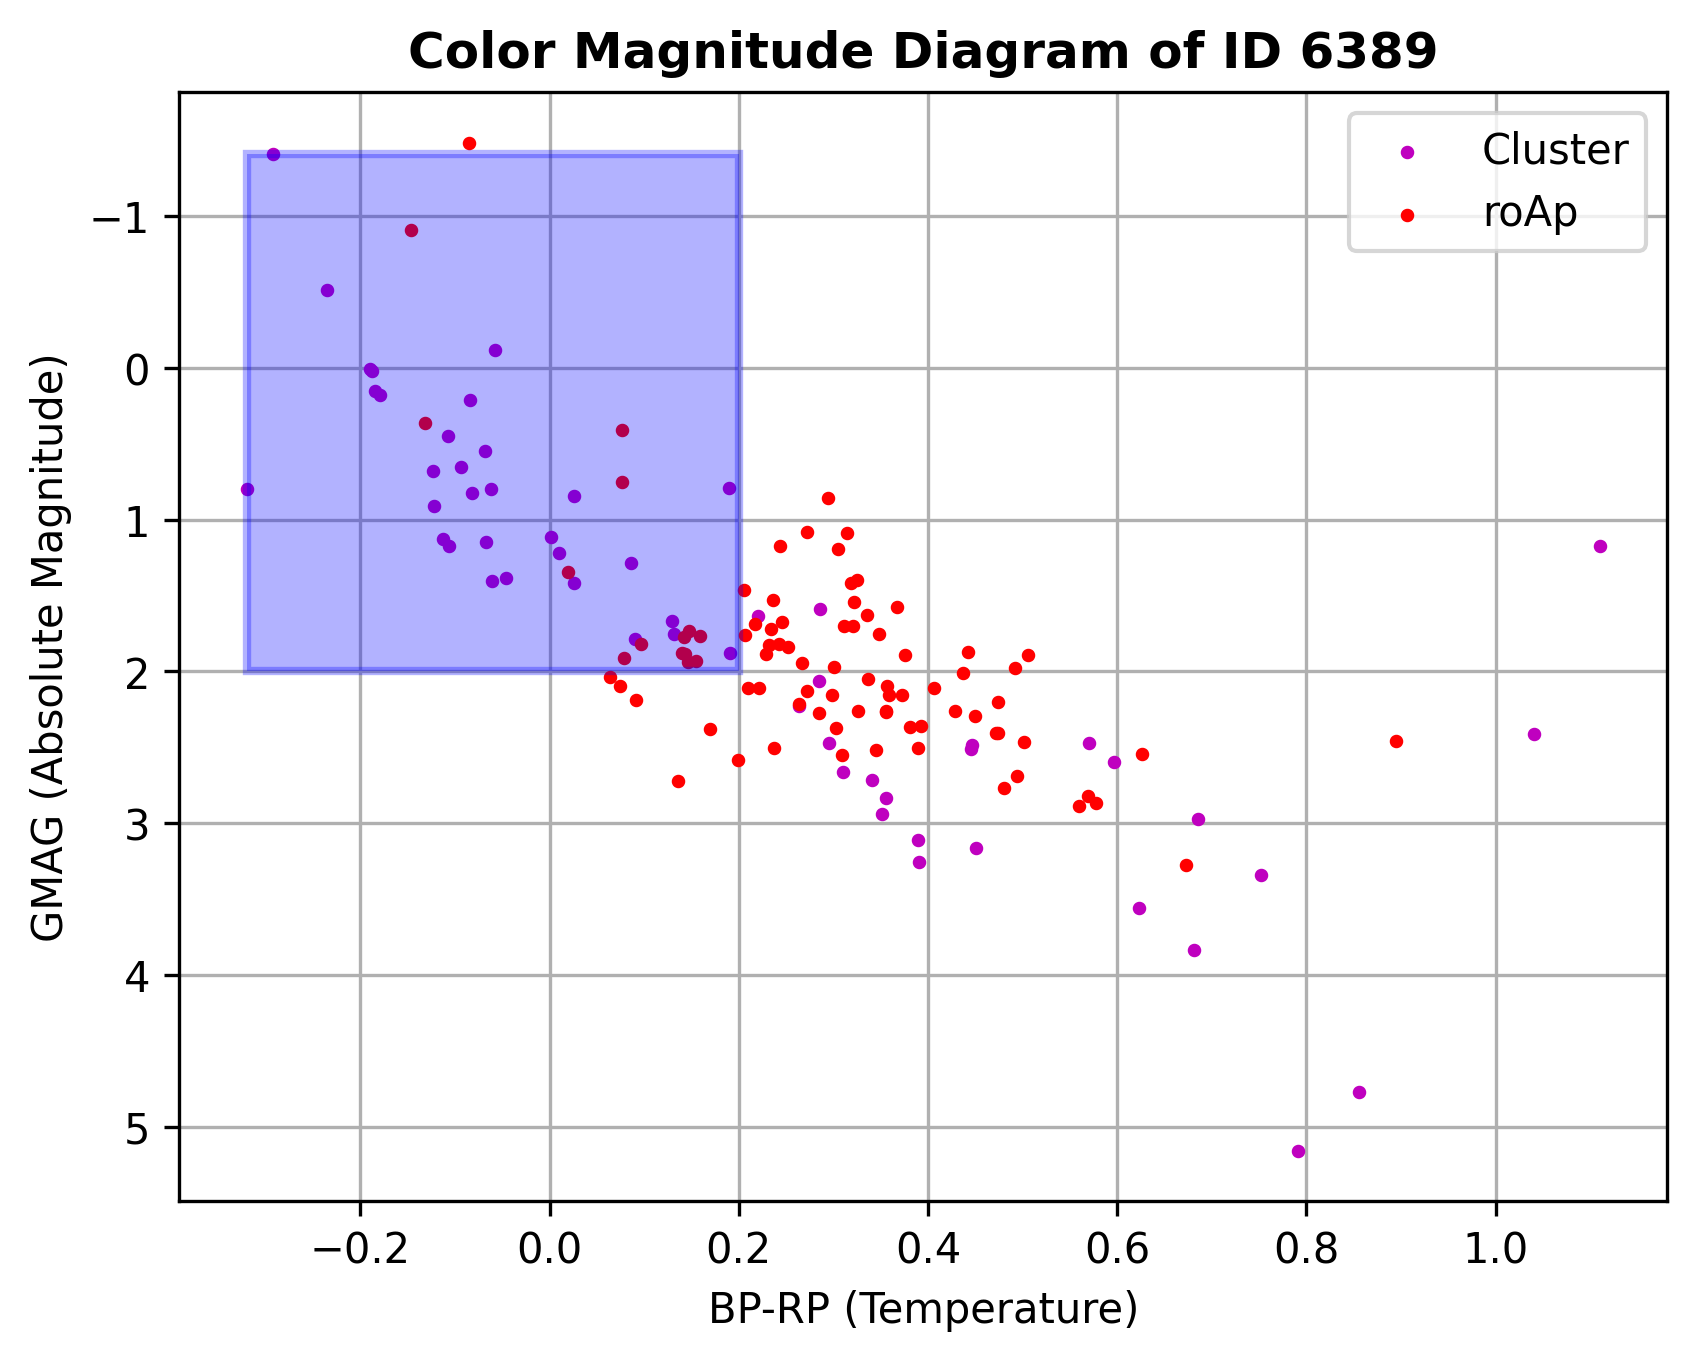 Color Magnitude Diagram of ID 6389
Cluster
roAp
GMAG (Absolute Magnitude)
−1
0
1
2
3
4
5
−0.2 0.0 0.2 0.4 0.6 0.8 1.0
BP-RP (Temperature)